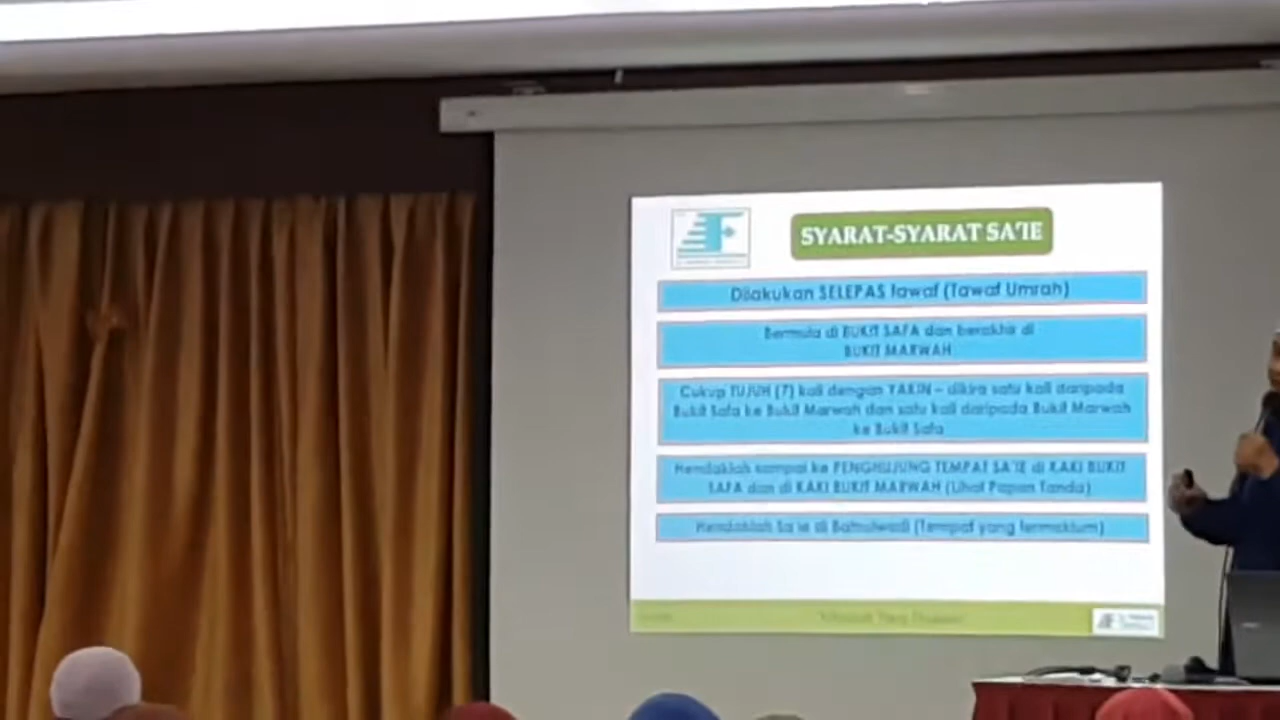 SYARAT-SYARAT SA'IE
Dilakukan SELEPAS tawaf (Tawaf Umrah)
Bermula di BUKIT SAFA dan berakhir di
BUKIT MARWAH
Cukup TUJUH (7) kali dengan YAKIN – dikira satu kali daripada
Bukit Safa ke Bukit Marwah dan satu kali daripada Bukit Marwah
ke Bukit Safa
Hendaklah sampai ke PENGHUJUNG TEMPAT SA'IE di KAKI BUKIT
SAFA dan di KAKI BUKIT MARWAH (Lihat Papan Tanda)
Hendaklah Sa'ie di Batnulwadi (Tempat yang termaklum)